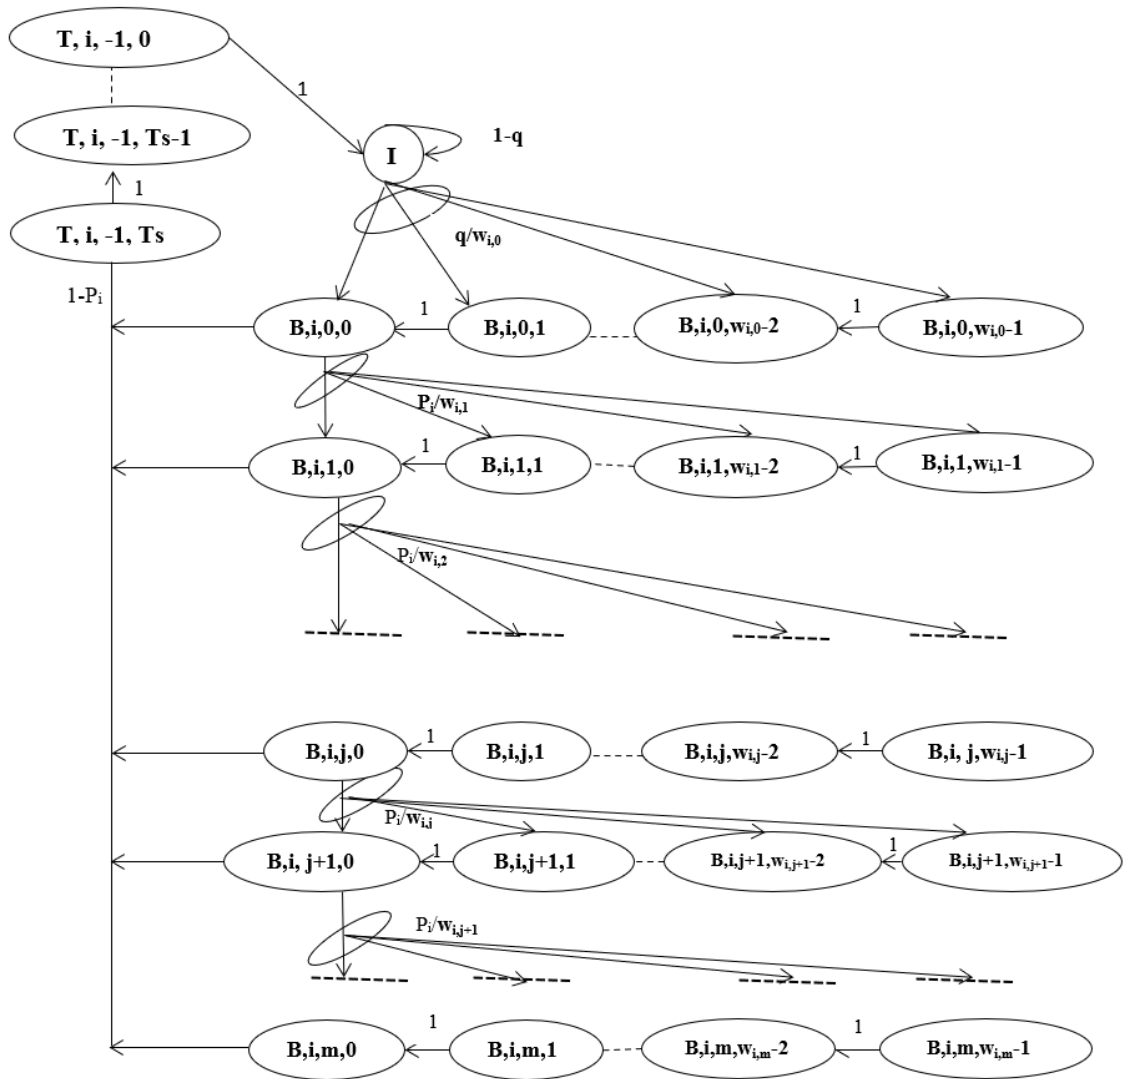 T, i, -1, 0
1
T, i, -1, Ts-1
I
1-q
1
T, i, -1, Ts
q/wi,0
1-Pi
B,i,0,0
1
B,i,0,1
B,i,0,wi,0-2
1
B,i,0,wi,0-1
Pi/wi,1
B,i,1,0
1
B,i,1,1
B,i,1,wi,1-2
1
B,i,1,wi,1-1
Pi/wi,2
B,i,j,0
1
B,i,j,1
B,i,j,wi,j-2
1
B,i, j,wi,j-1
Pi/wi,j
B,i, j+1,0
1
B,i,j+1,1
B,i,j+1,wi,j+1-2
1
B,i,j+1,wi,j+1-1
Pi/wi,j+1
B,i,m,0
1
B,i,m,1
B,i,m,wi,m-2
1
B,i,m,wi,m-1